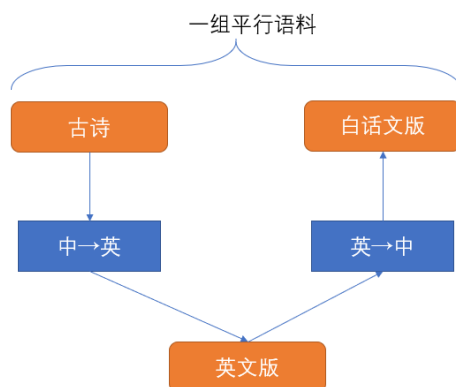 一组平行语料
古诗
白话文版
中→英
英→中
英文版